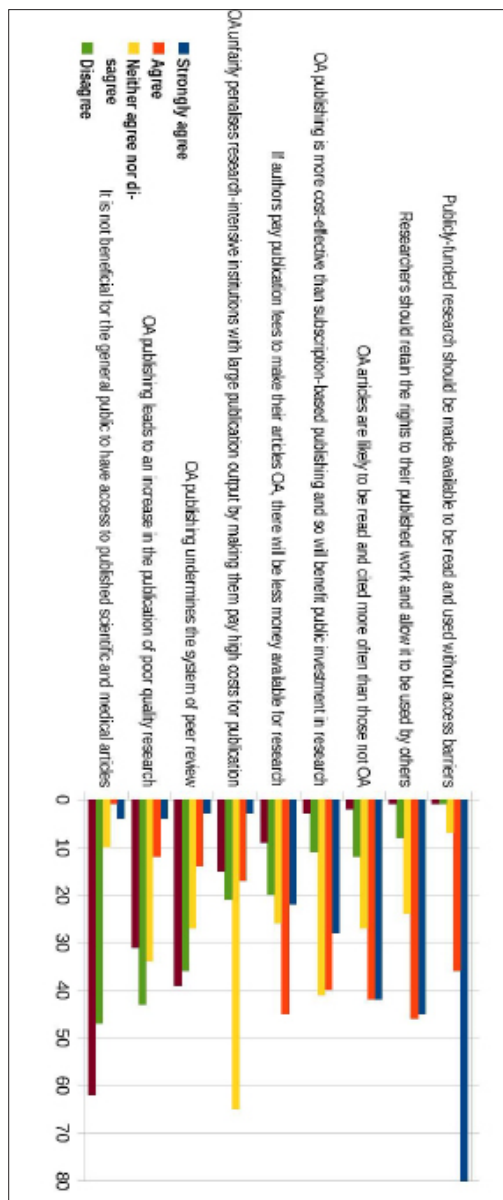 Publicly-funded research should be made available to be read and used without access barriers
Researchers should retain the rights to their published work and allow it to be used by others
OA articles are likely to be read and cited more often than those not OA
OA publishing is more cost-effective than subscription-based publishing and so will benefit public investment in research
If authors pay publication fees to make their articles OA, there will be less money available for research
OA unfairly penalises research-intensive institutions with large publication output by making them pay high costs for publication
OA publishing undermines the system of peer review
OA publishing leads to an increase in the publication of poor quality research
It is not beneficial for the general public to have access to published scientific and medical articles
0 10 20 30 40 50 60 70 80
Strongly agree
Agree
Neither agree nor di-
sagree
Disagree